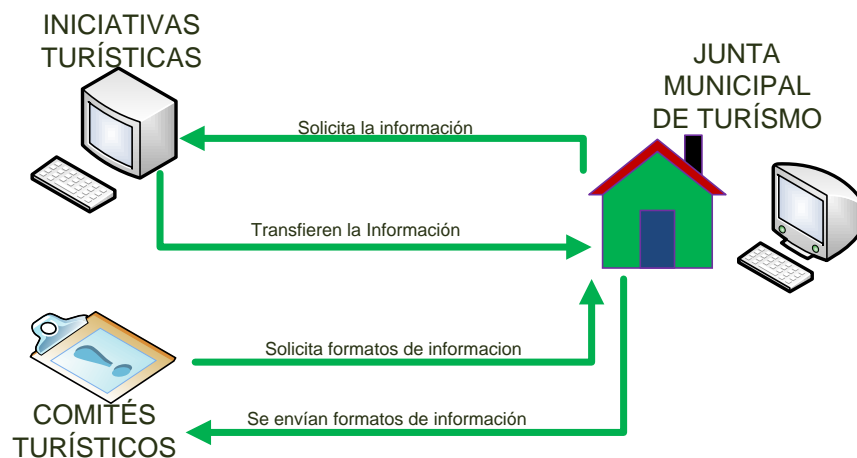 INICIATIVAS
TURÍSTICAS
JUNTA
MUNICIPAL
DE TURÍSMO
Solicita la información
Transfieren la Información
Solicita formatos de informacion
Se envían formatos de información
COMITÉS
TURÍSTICOS